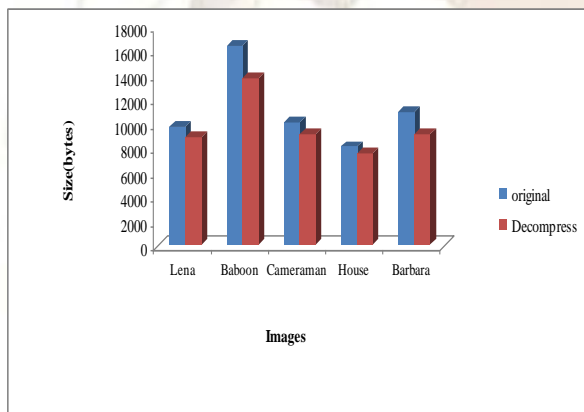 18000
16000
14000
12000
10000
8000
6000
4000
2000
0
Size(bytes)
Lena Baboon Cameraman House Barbara
Images
original
Decompress